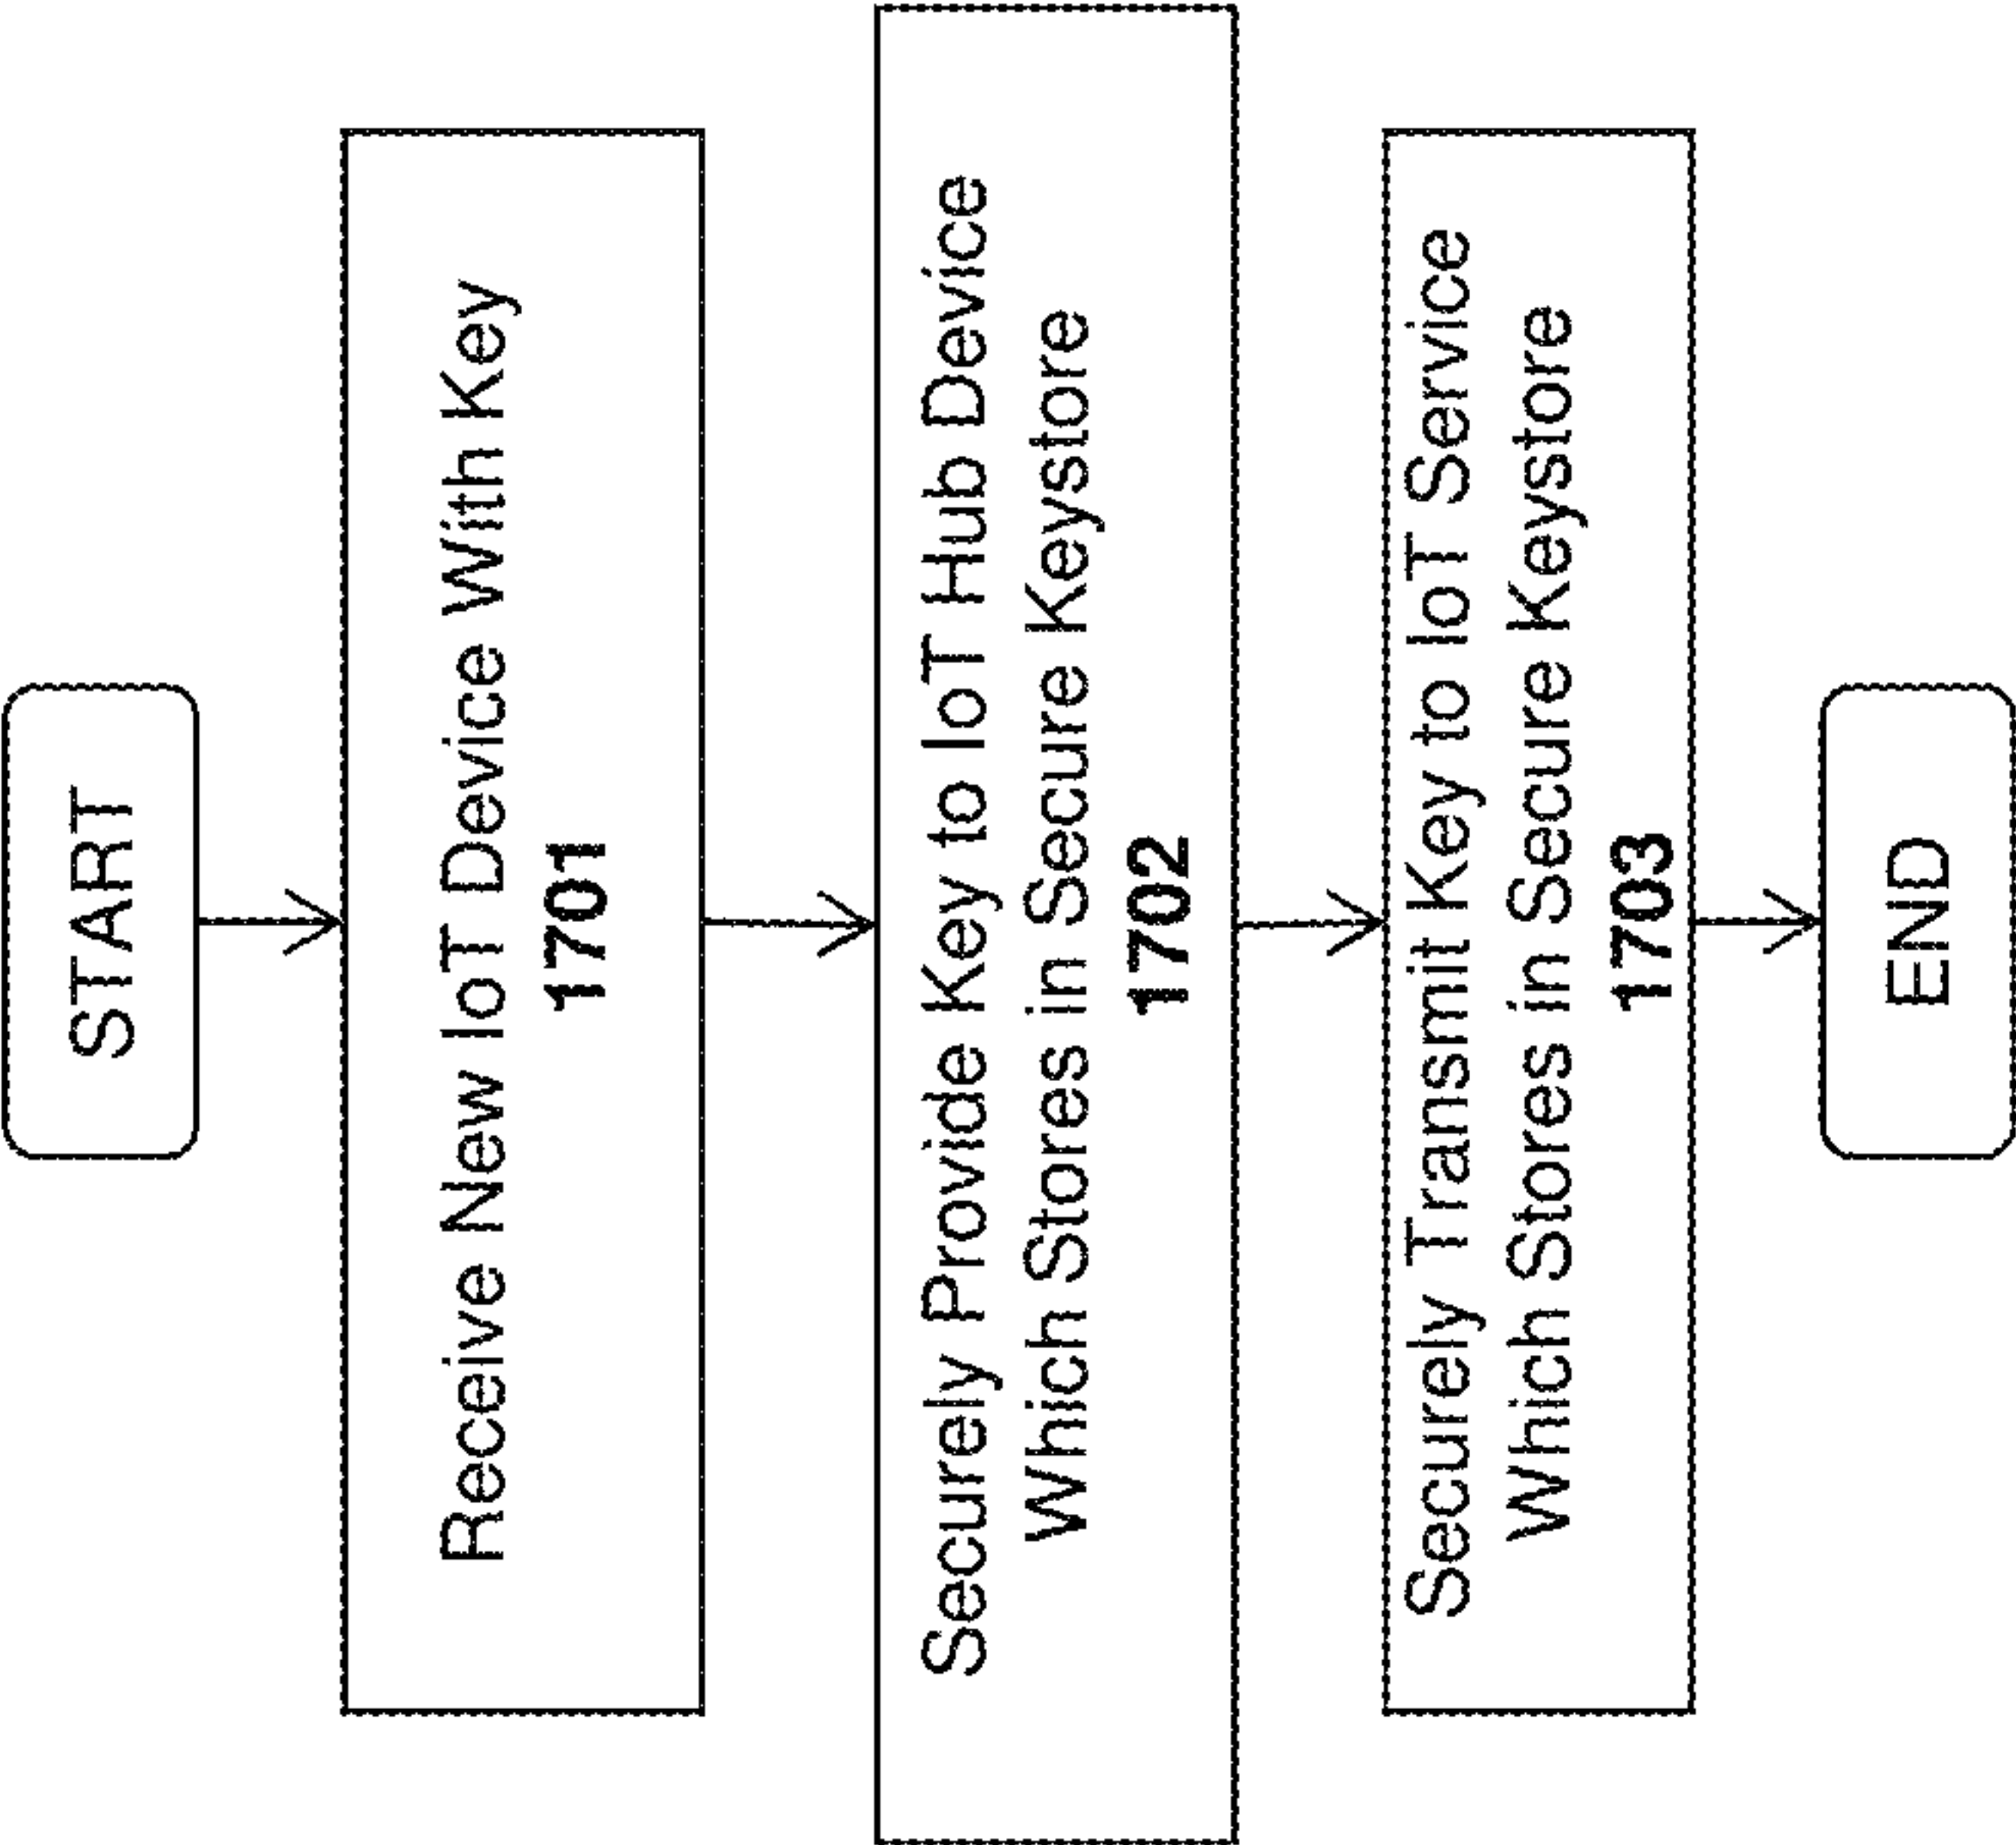 START
Receive New IoT Device With Key
1701
Securely Provide Key to IoT Hub Device
Which Stores in Secure Keystore
1702
Securely Transmit Key to IoT Service
Which Stores in Secure Keystore
1703
END